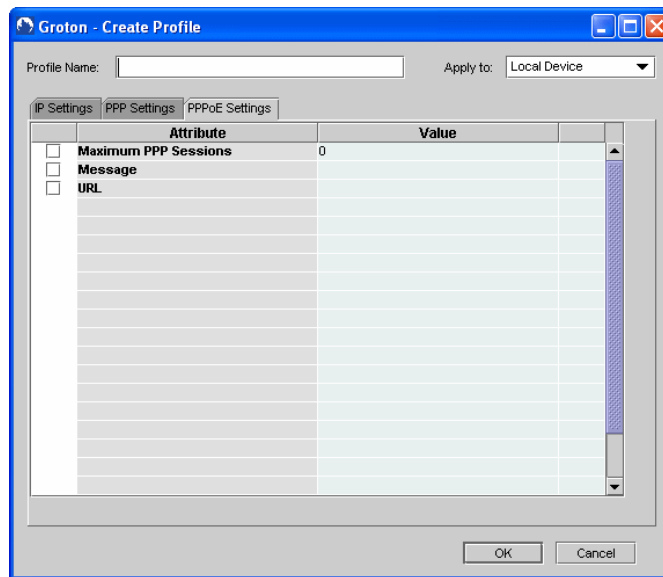 Groton - Create Profile
Profile Name:
Apply to: Local Device
IP Settings PPP Settings PPPoE Settings
Attribute Value
Maximum PPP Sessions 0
Message
URL
OK Cancel